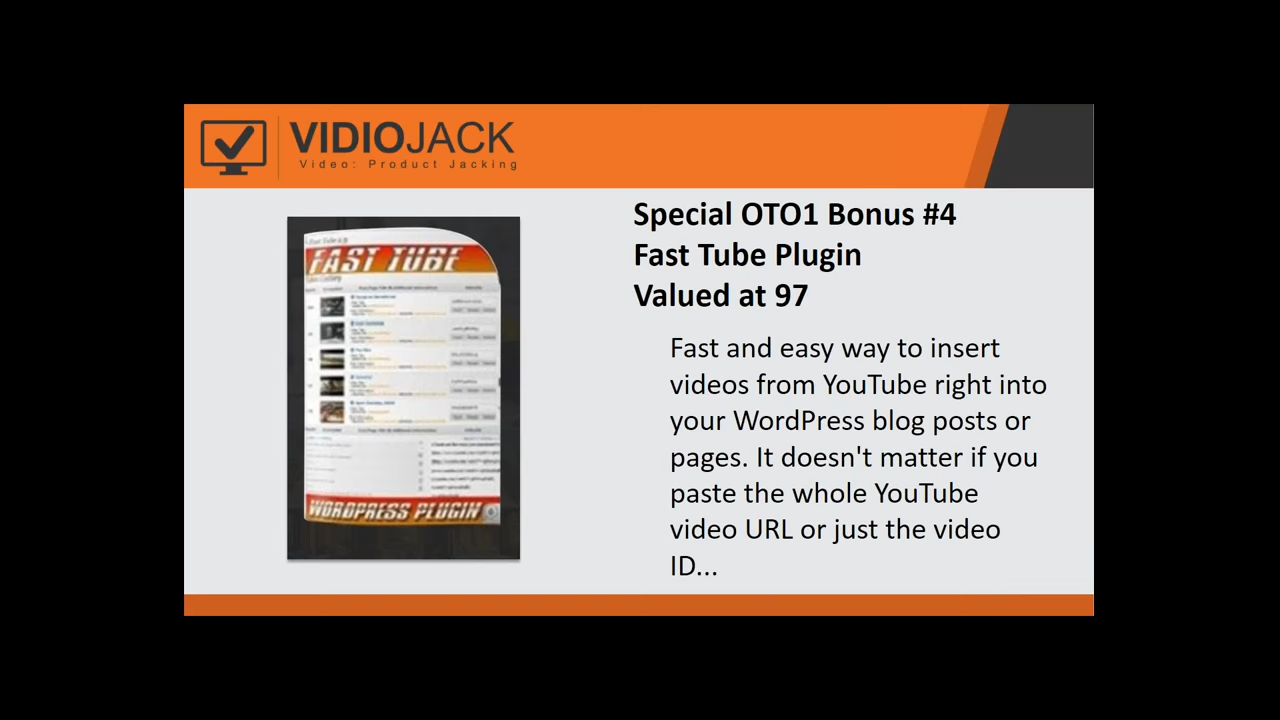 VIDIOJACK
Video: Product Jacking
Special OTO1 Bonus #4
Fast Tube Plugin
Valued at 97
FAST TUBE
WORDPRESS PLUGIN
Fast and easy way to insert
videos from YouTube right into
your WordPress blog posts or
pages. It doesn't matter if you
paste the whole YouTube
video URL or just the video
ID...